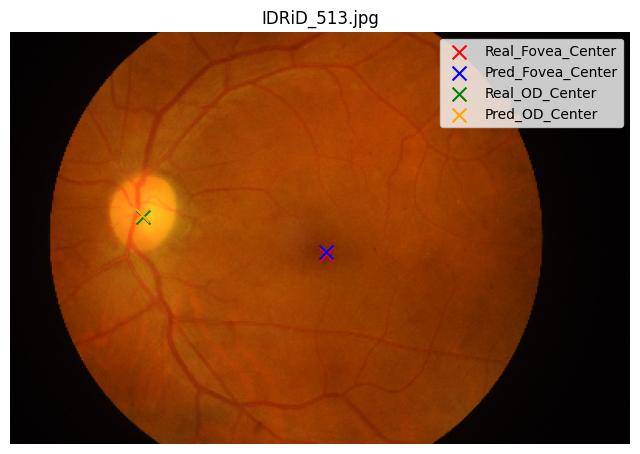 IDRiD_513.jpg
Real_Fovea_Center
Pred_Fovea_Center
Real_OD_Center
Pred_OD_Center